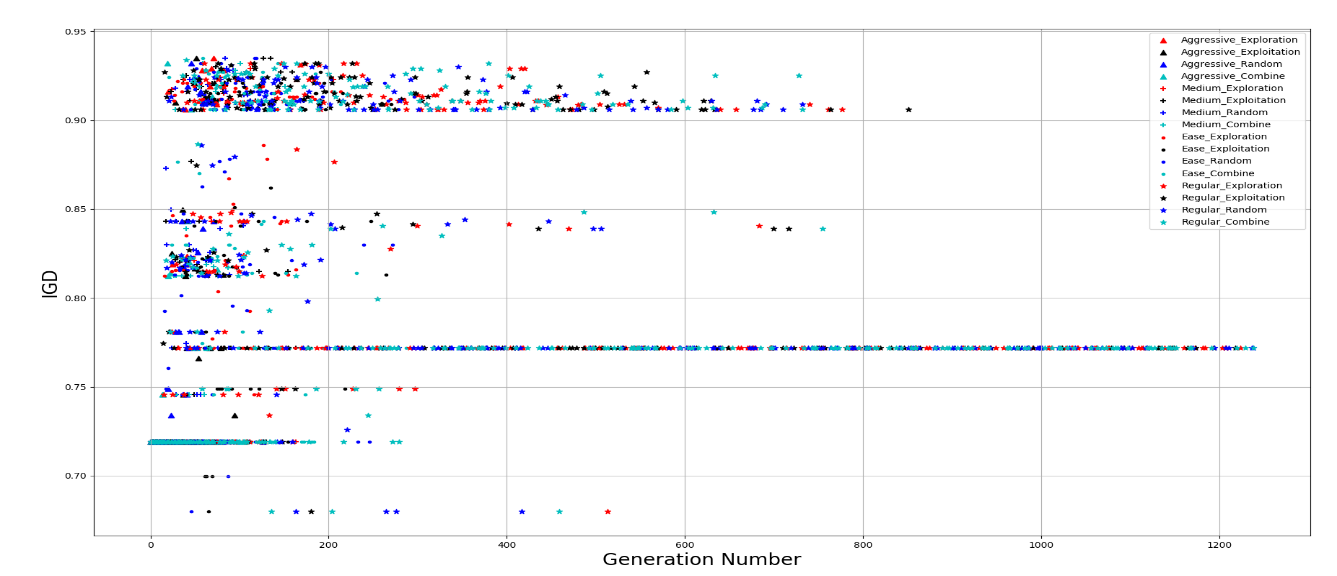 0.95
0.90
0.85
0.80
0.75
0.70
IGD
0
200
400
600
800
1000
1200
Generation Number
Aggressive_Exploration
Aggressive_Exploitation
Aggressive_Random
Aggressive_Combine
Medium_Exploration
Medium_Exploitation
Medium_Random
Medium_Combine
Ease_Exploration
Ease_Exploitation
Ease_Random
Ease_Combine
Regular_Exploration
Regular_Exploitation
Regular_Random
Regular_Combine